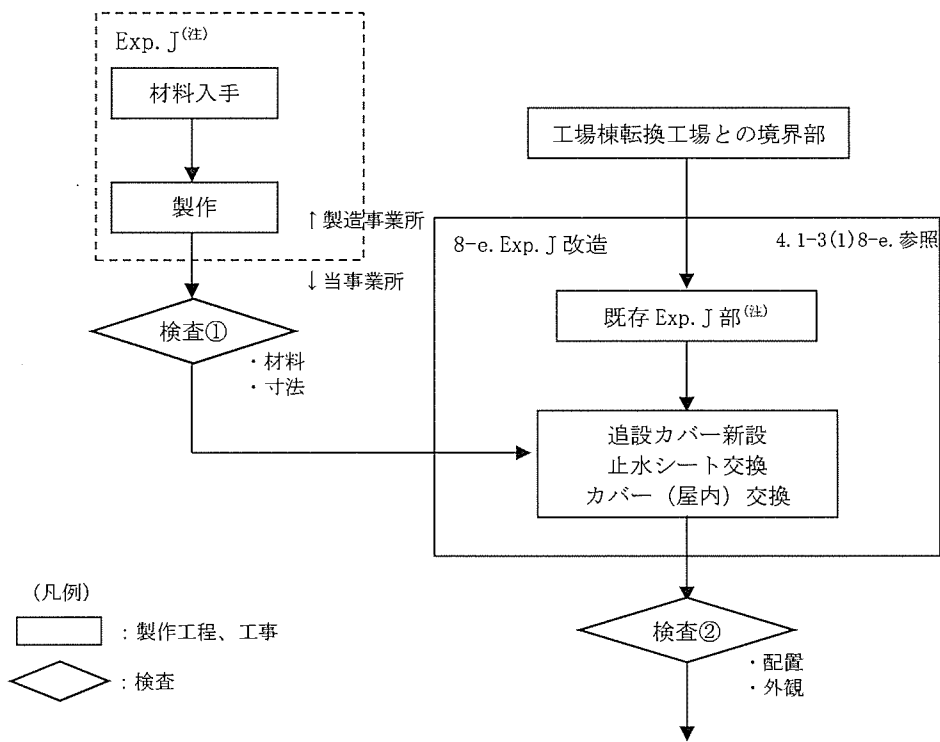 Exp.J(注)
材料入手
製作
↑製造事業所
↓当事業所
検査①
・材料
・寸法
工場棟転換工場との境界部
8-e.Exp.J改造
4.1-3(1)8-e.参照
既存Exp.J部(注)
追設カバー新設
止水シート交換
カバー(屋内)交換
検査②
・配置
・外観
(凡例)
:製作工程、工事
:検査